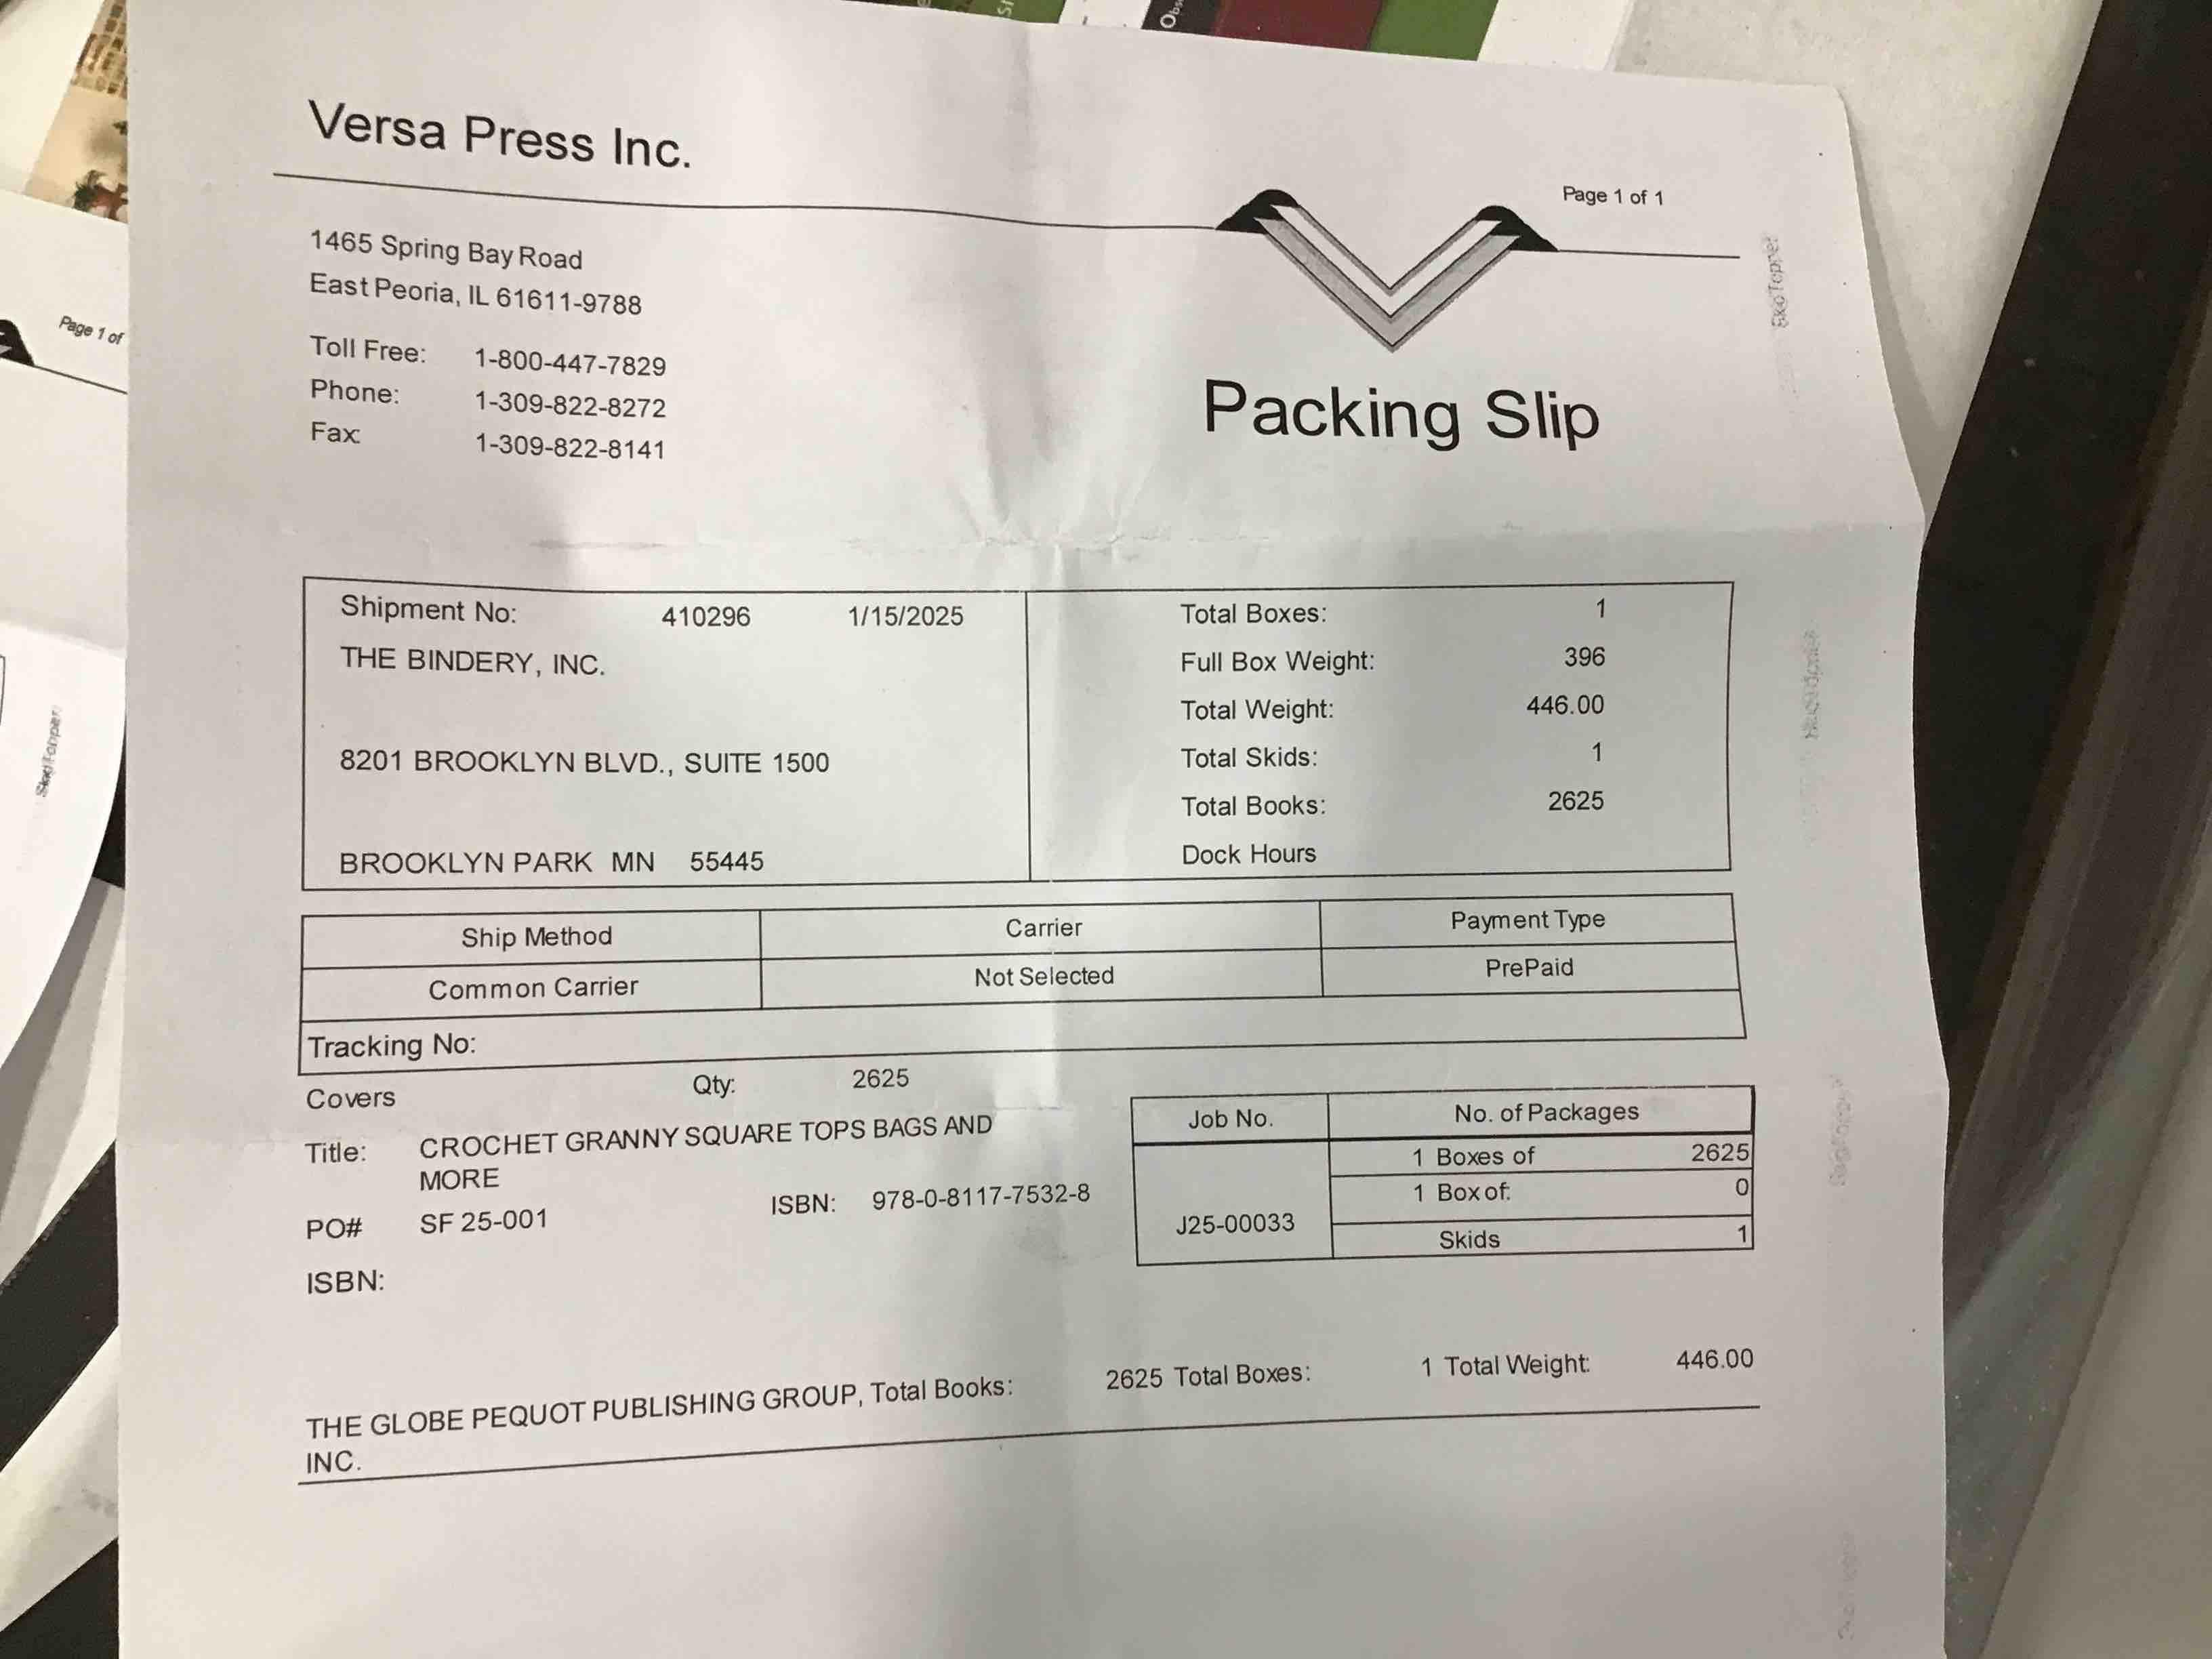 Versa Press Inc.
Page 1 of 1
1465 Spring Bay Road
East Peoria, IL 61611-9788
Toll Free: 1-800-447-7829
Phone: 1-309-822-8272
Fax: 1-309-822-8141
Packing Slip
Page 1 of
Shipment No: 410296 1/15/2025
THE BINDERY, INC.
8201 BROOKLYN BLVD., SUITE 1500
BROOKLYN PARK MN 55445
Total Boxes: 1
Full Box Weight: 396
Total Weight: 446.00
Total Skids: 1
Total Books: 2625
Dock Hours
Ship Method Carrier Payment Type
Common Carrier Not Selected PrePaid
Tracking No:
Covers Qty: 2625
Title: CROCHET GRANNY SQUARE TOPS BAGS AND
MORE
PO# SF 25-001 ISBN: 978-0-8117-7532-8
ISBN:
Job No. No. of Packages
J25-00033
1 Boxes of 2625
1 Box of: 0
Skids 1
THE GLOBE PEQUOT PUBLISHING GROUP, Total Books: 2625 Total Boxes: 1 Total Weight: 446.00
INC.